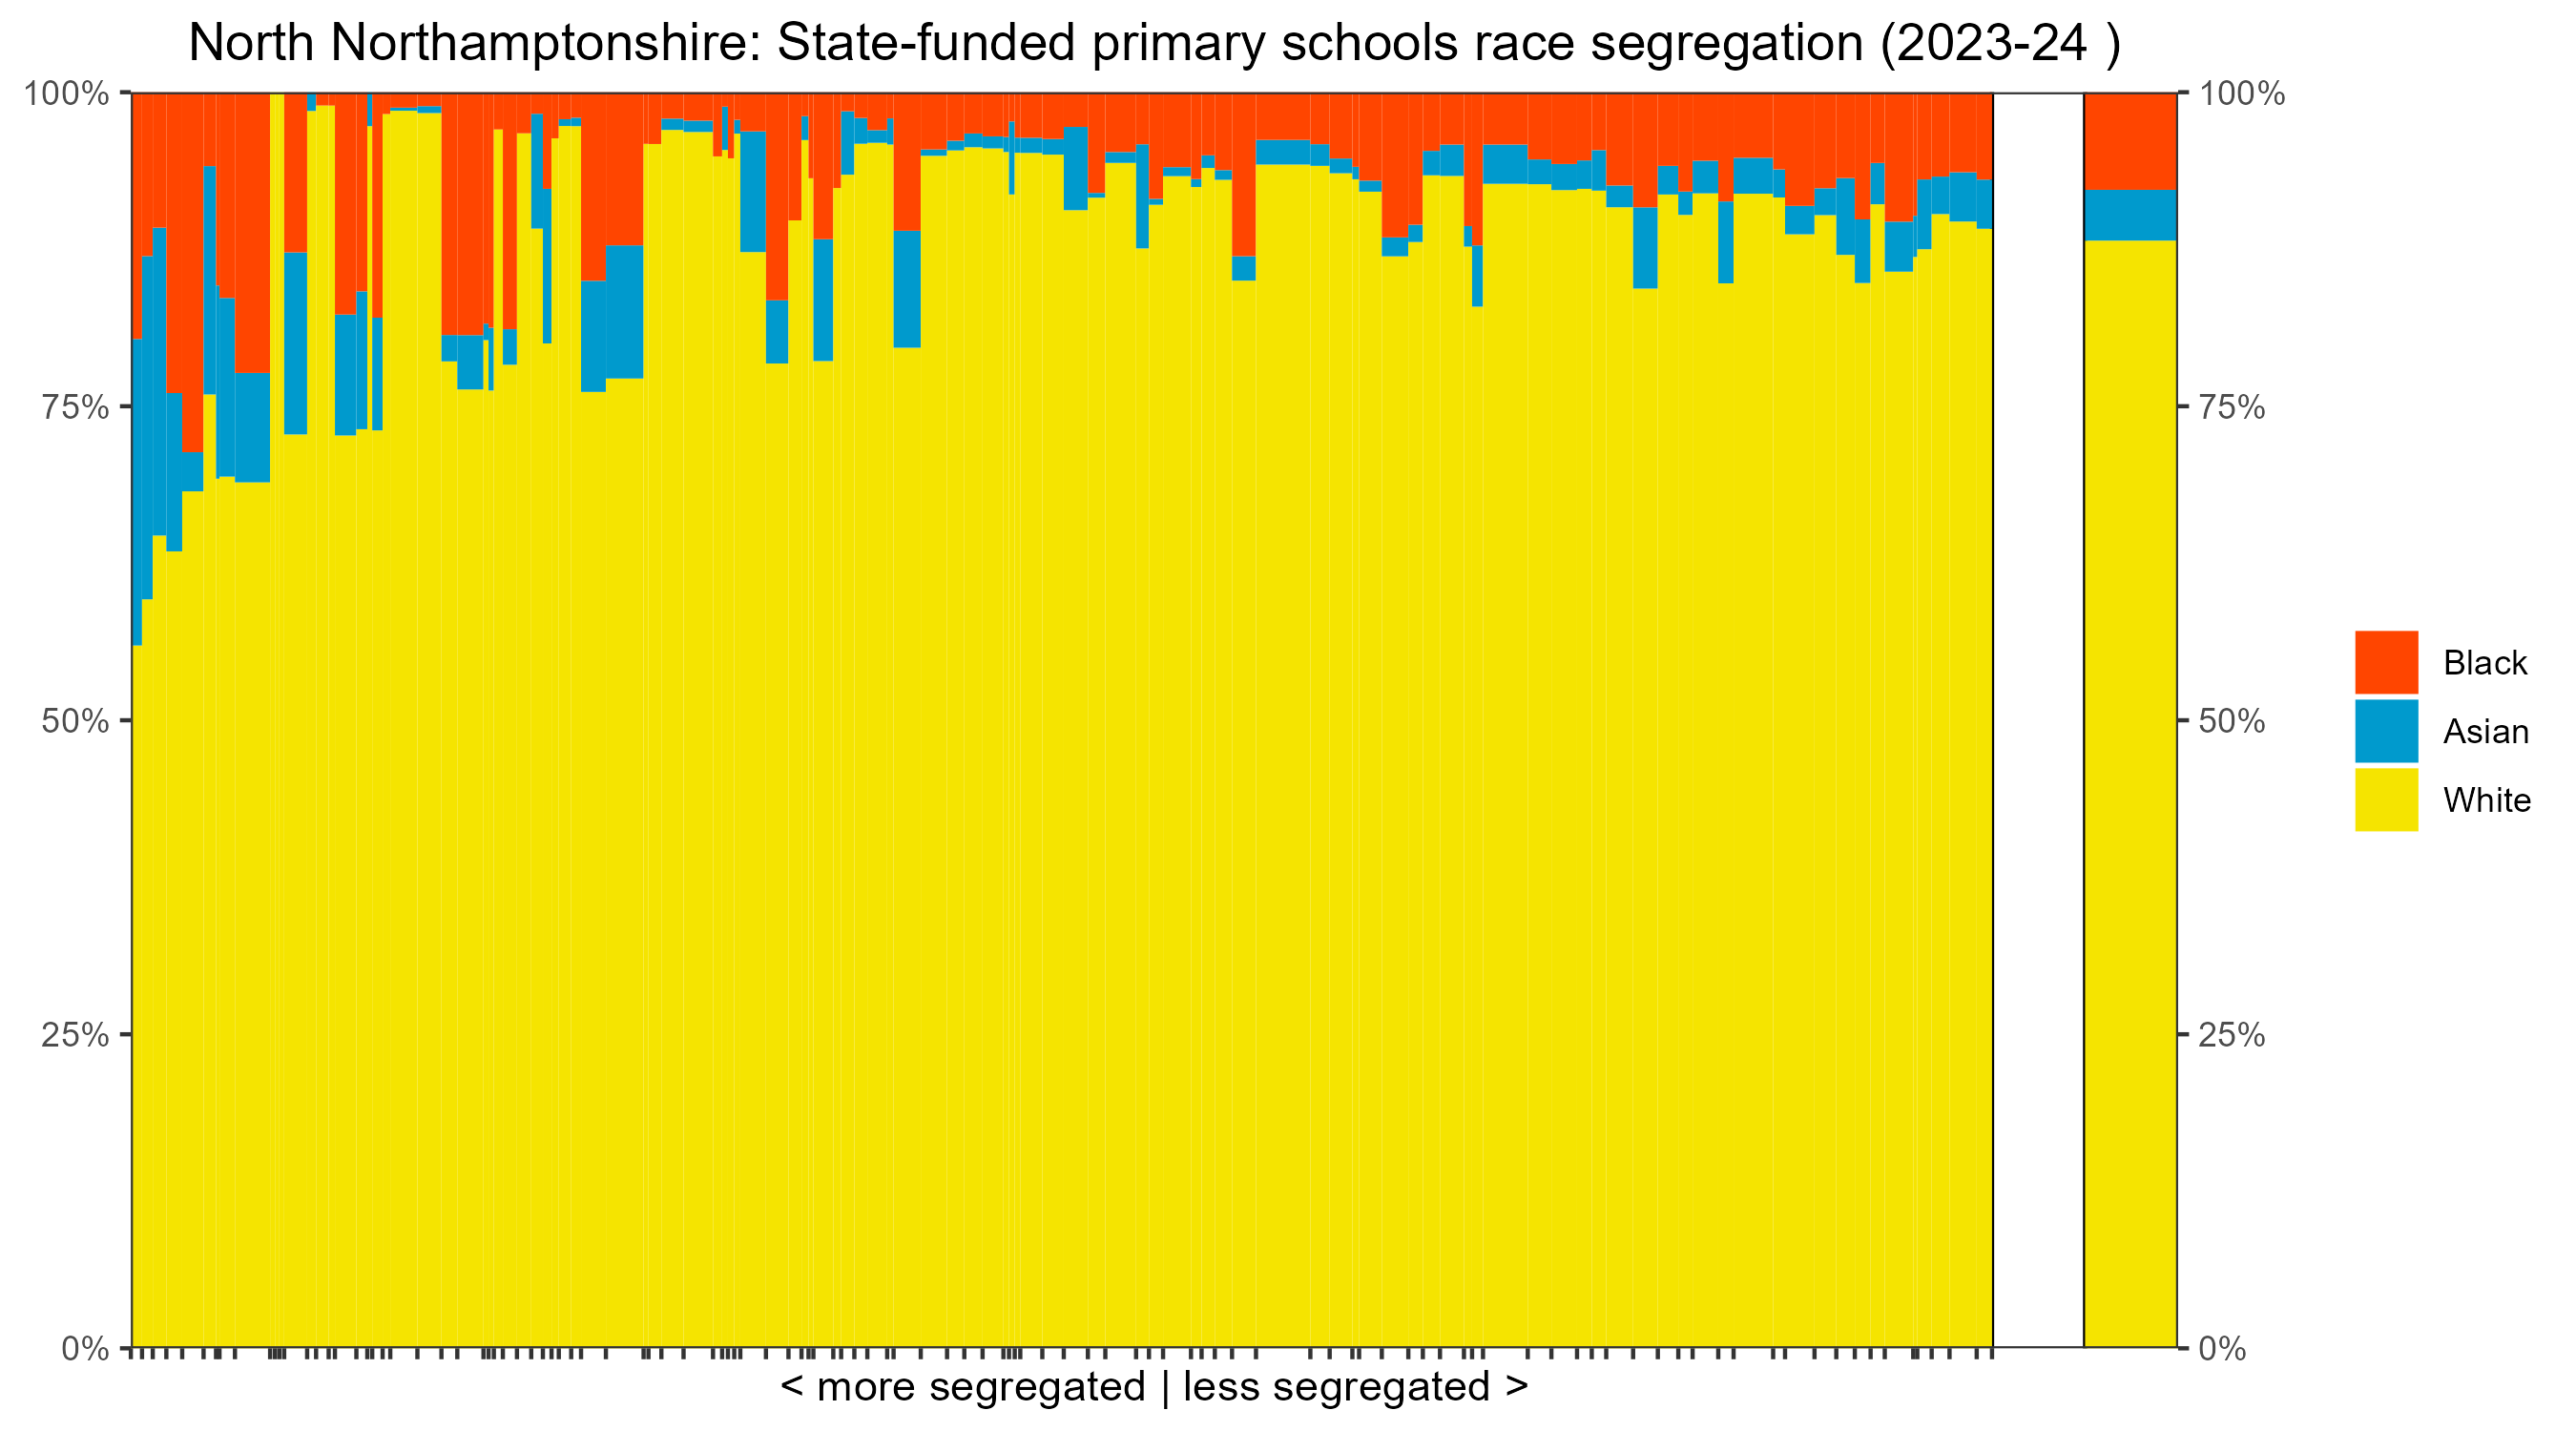 North Northamptonshire: State-funded primary schools race segregation (2023-24 )
100%
100%
75%
75%
50%
50%
25%
25%
0%
0%
Black
Asian
White
< more segregated | less segregated >